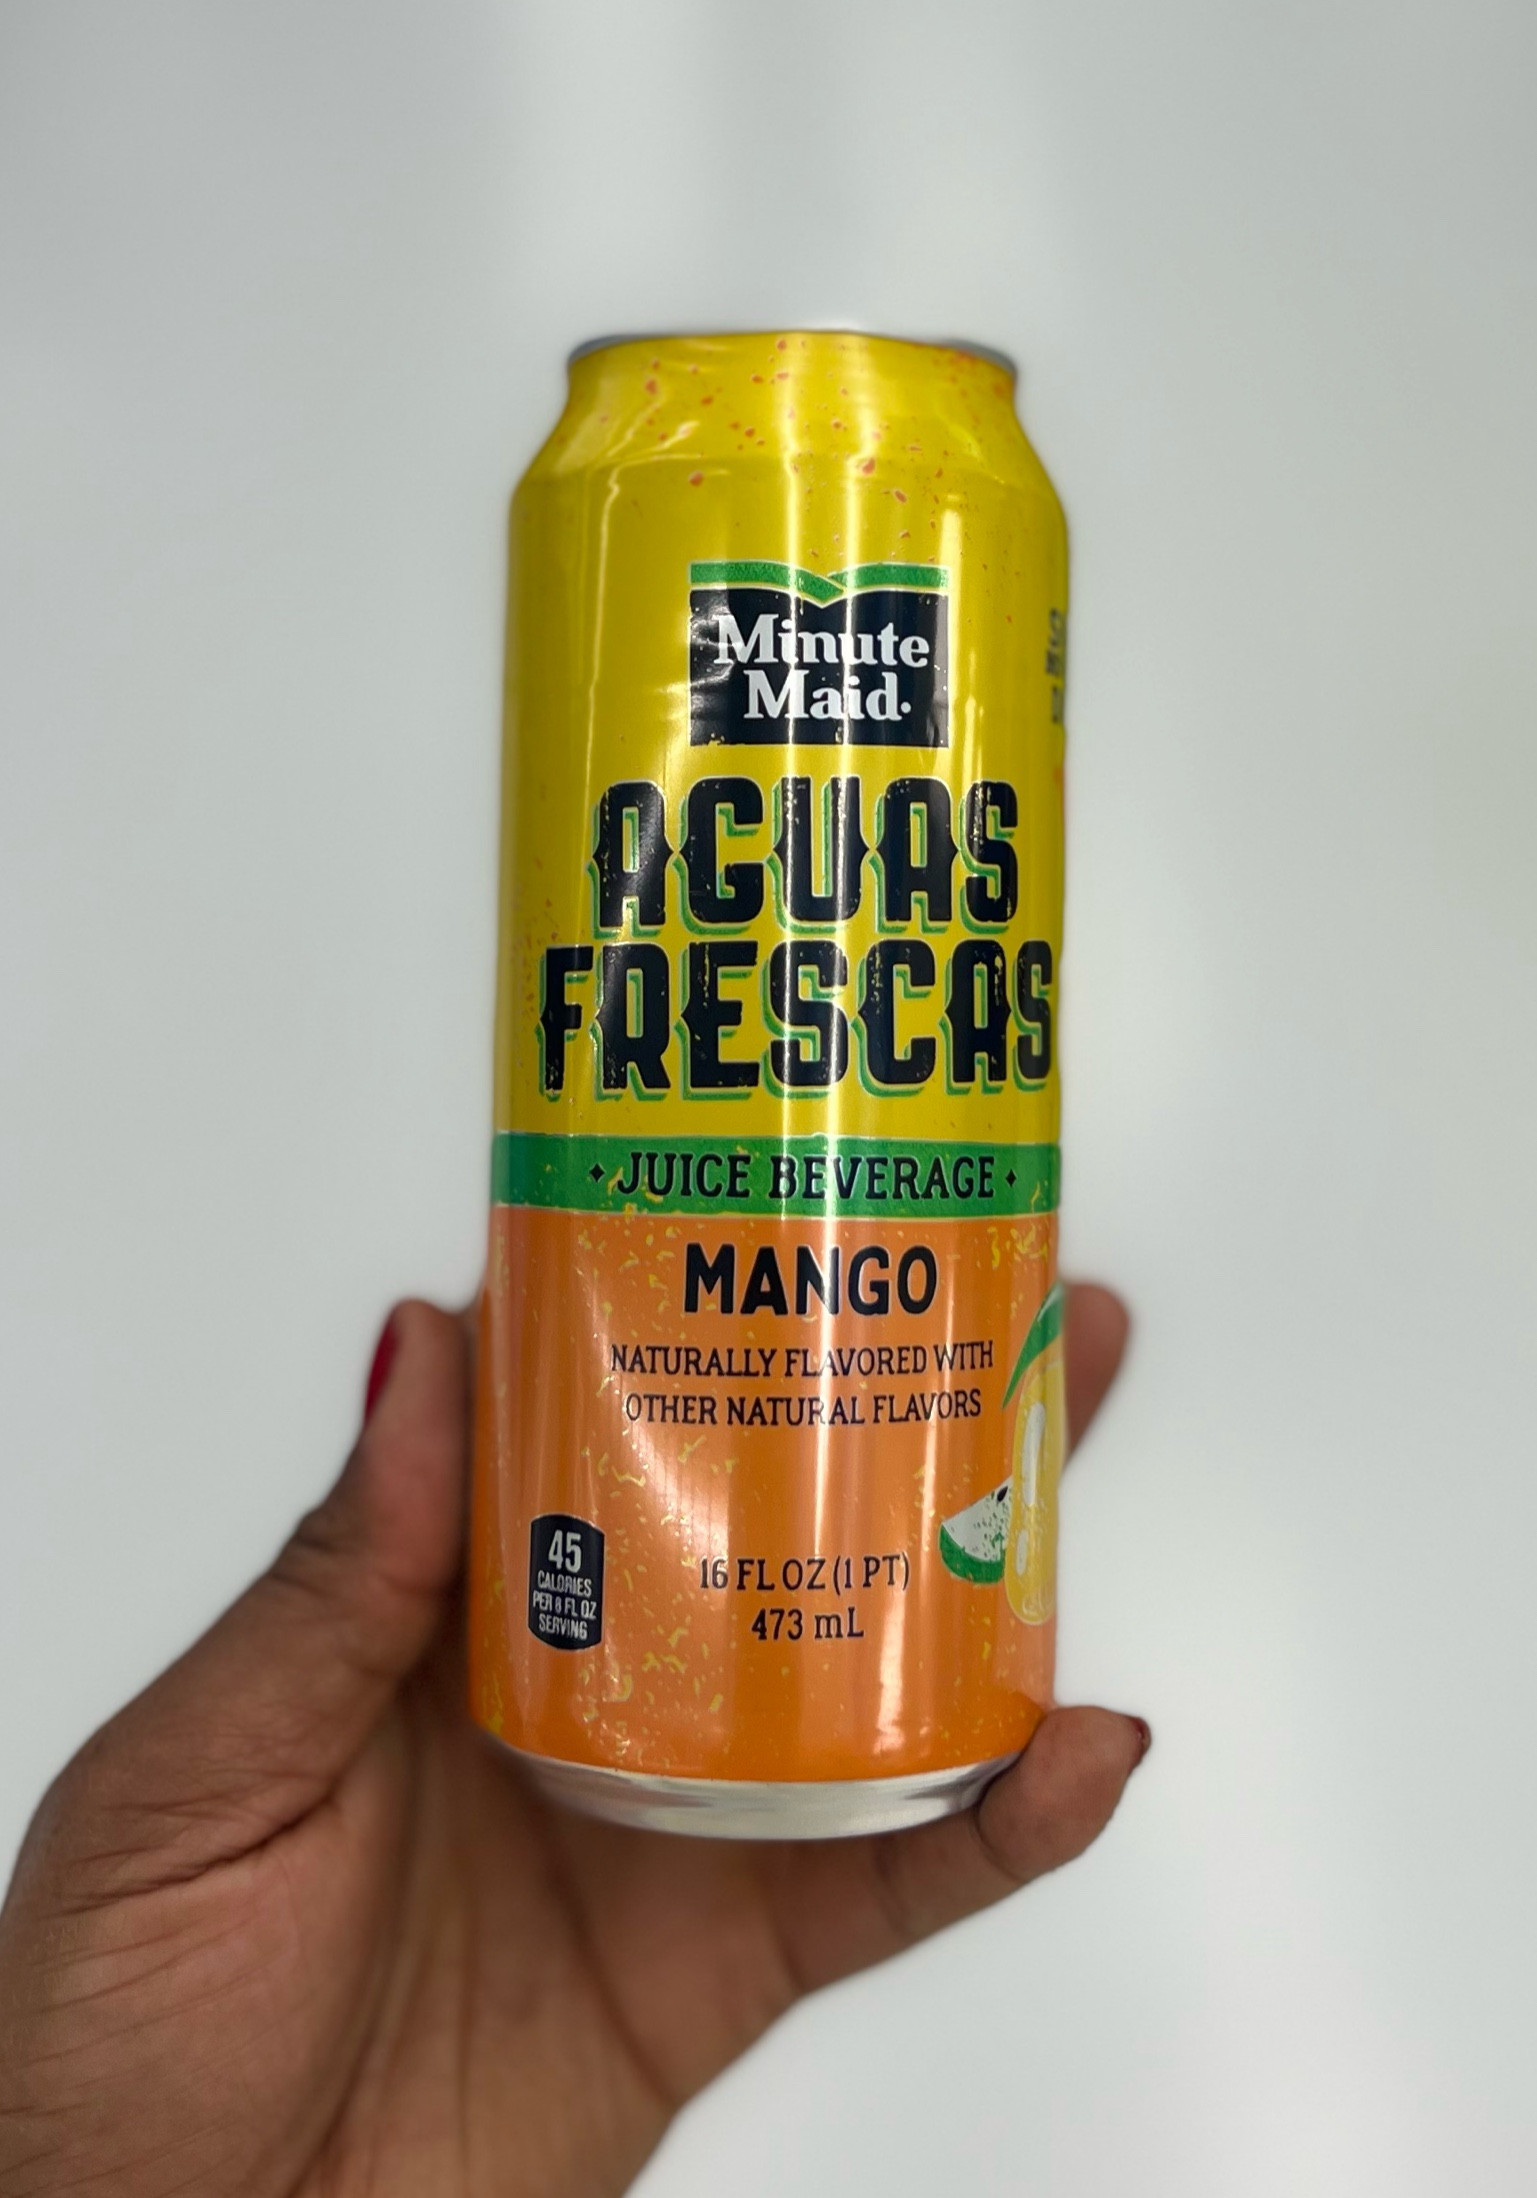 Minute
Maid
AGUAS
FRESCAS
JUICE BEVERAGE
MANGO
NATURALLY FLAVORED WITH
OTHER NATURAL FLAVORS
45
CALORIES
PER 8 FL OZ
SERVING
16 FL OZ (1 PT)
473 mL